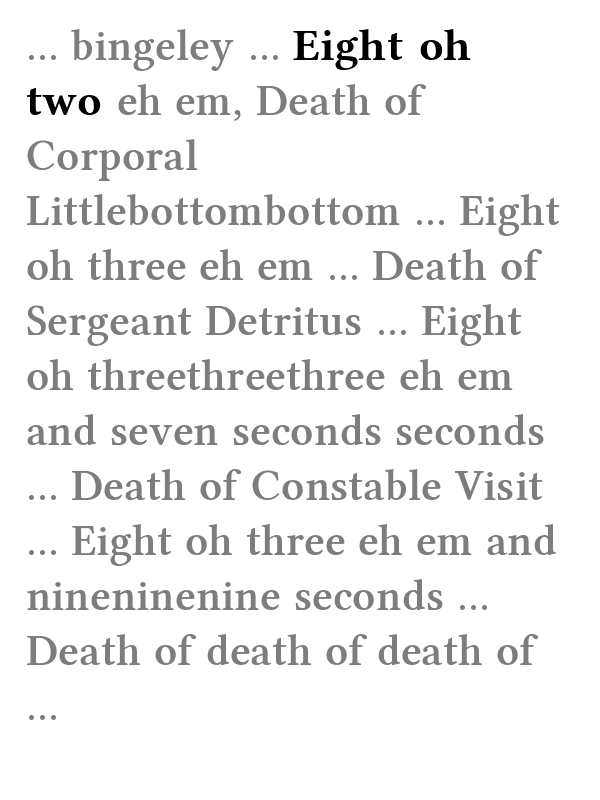 ... bingeley ... Eight oh
two eh em, Death of
Corporal
Littlebottombottom ... Eight
oh three eh em ... Death of
Sergeant Detritus ... Eight
oh threethreethree eh em
and seven seconds seconds
... Death of Constable Visit
... Eight oh three eh em and
nineninenine seconds ...
Death of death of death of
...